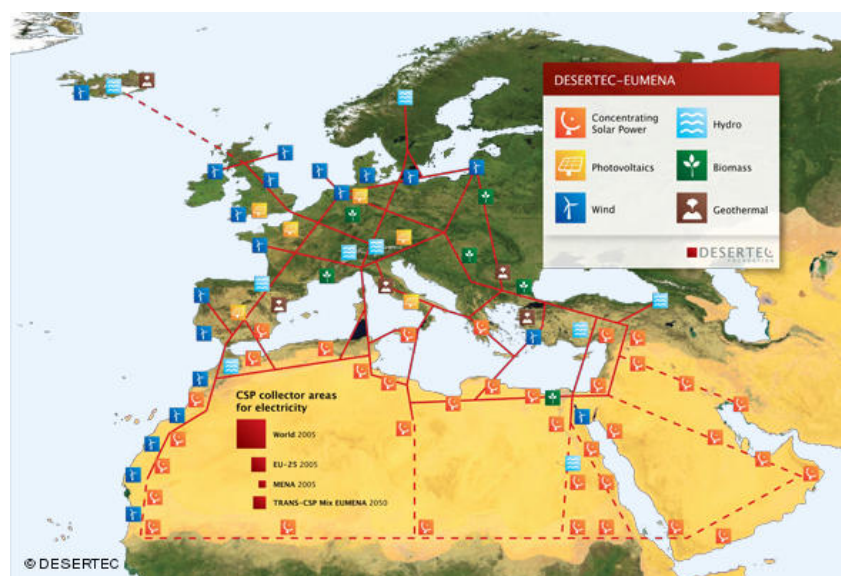 DESERTEC-EUMENA
Concentrating
Solar Power
Hydro
Photovoltaics
Biomass
Wind
Geothermal
DESERTEC
FOUNDATION
CSP collector areas
for electricity
World 2005
EU-25 2005
MENA 2005
TRANS-CSP Mix EUMENA 2050
© DESERTEC